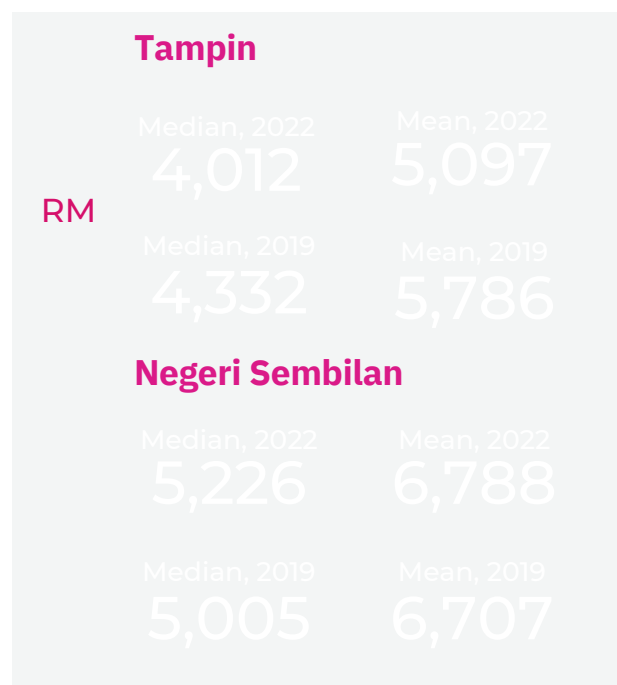 Tampin
Median, 2022
Mean, 2022
4,012
5,097
RM
Median, 2019
Mean, 2019
4,332
5,786
Negeri Sembilan
Median, 2022
Mean, 2022
5,226
6,788
Median, 2019
Mean, 2019
5,005
6,707